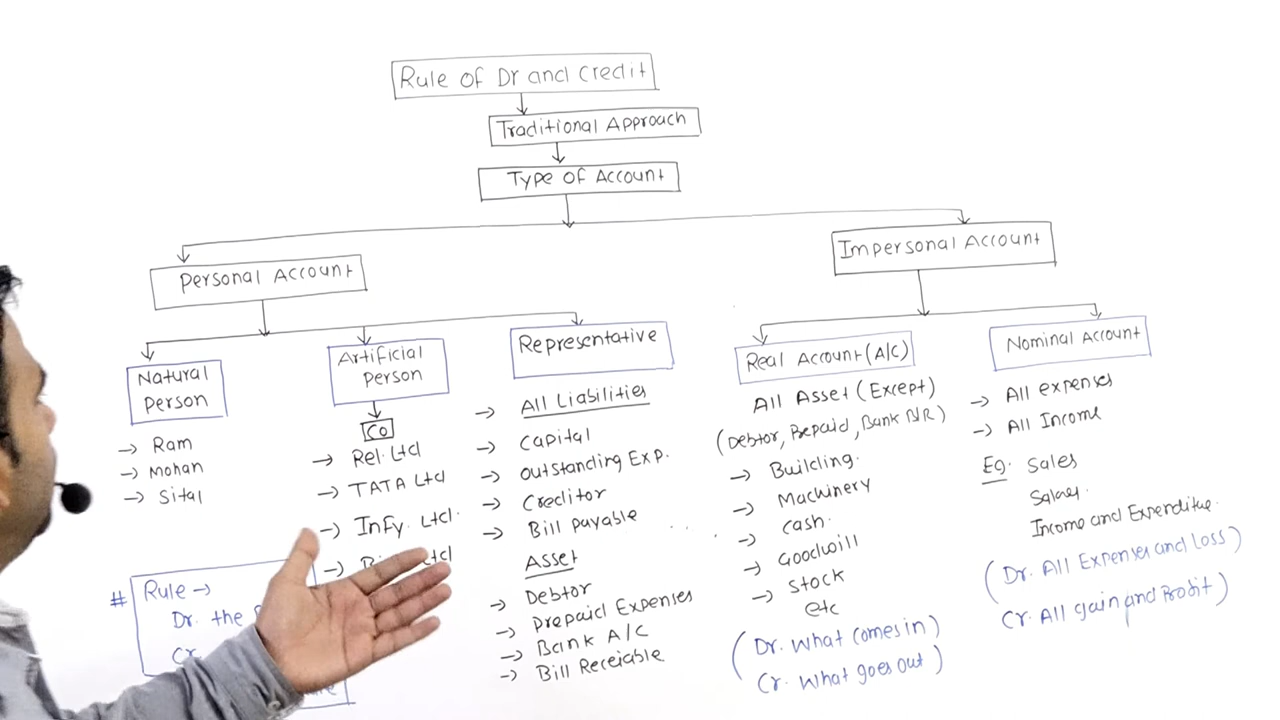 Rule of Dr and Credit
Traditional Approach
Type of Account
Personal Account
Impersonal Account
Natural
Person
→ Ram
→ Mohan
→ Sital
Artificial
Person
Co
→ Rel. Ltd
→ TATA Ltd
→ Infy. Ltd.
→ Ltd
Representative
→ All Liabilities
→ Capital
→ Outstanding Exp.
→ Creditor
→ Bill Payable
Asset
→ Debtor
→ Prepaid Expenses
→ Bank A/C
→ Bill Receiable
Real Account (A/C)
All Asset (Except)
(Debtor, Prepaid, Bank B/R)
→ Building.
→ Machinery
→ Cash.
→ Goodwill
→ Stock
etc
(Dr. What comes in)
Cr. What goes out)
Nominal Account
→ All expenses
→ All Income
Eg. Sales
Salary.
Income and Expenditue.
(Dr. All Expenses and Loss)
Cr. All gain and Profit)
# Rule →
Dr. the
Cr.